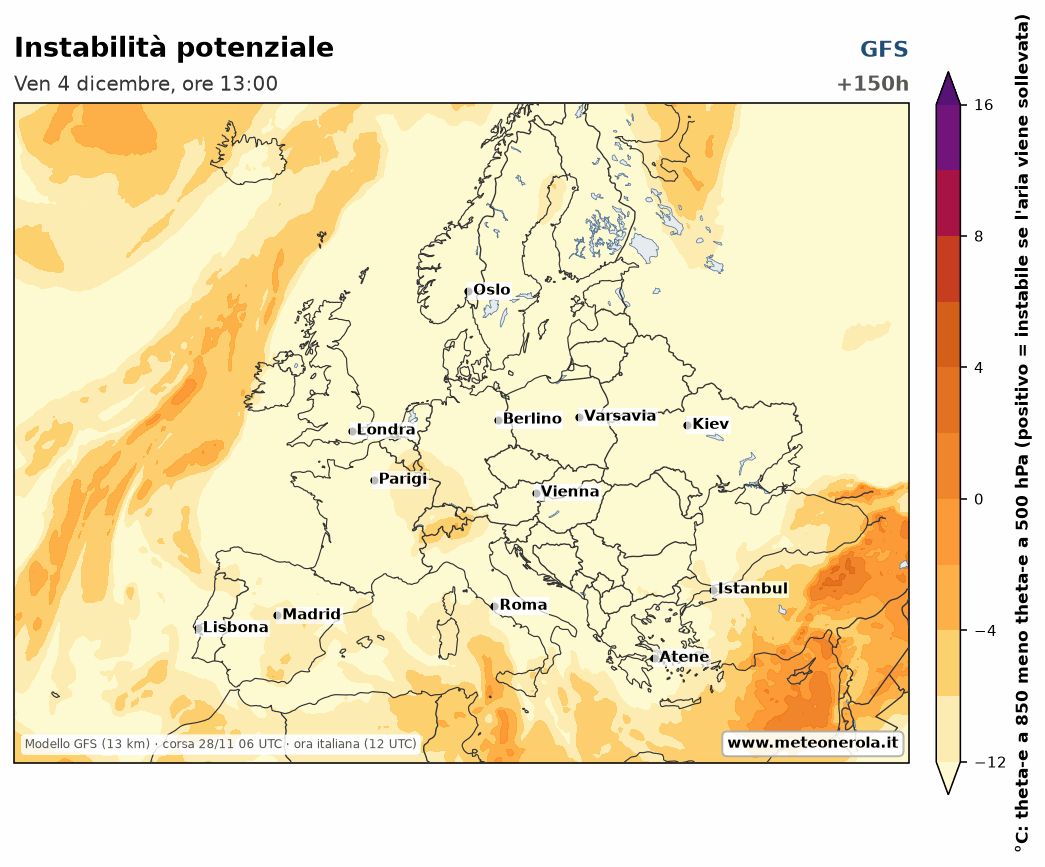 Instabilità potenziale
GFS
Ven 4 dicembre, ore 13:00
+150h
Oslo
Berlino
Varsavia
Kiev
Londra
Parigi
Vienna
Istanbul
Roma
Madrid
Lisbona
Atene
Modello GFS (13 km) · corsa 28/11 06 UTC · ora italiana (12 UTC)
www.meteonerola.it
16
8
4
0
−4
−12
°C: theta-e a 850 meno theta-e a 500 hPa (positivo = instabile se l'aria viene sollevata)